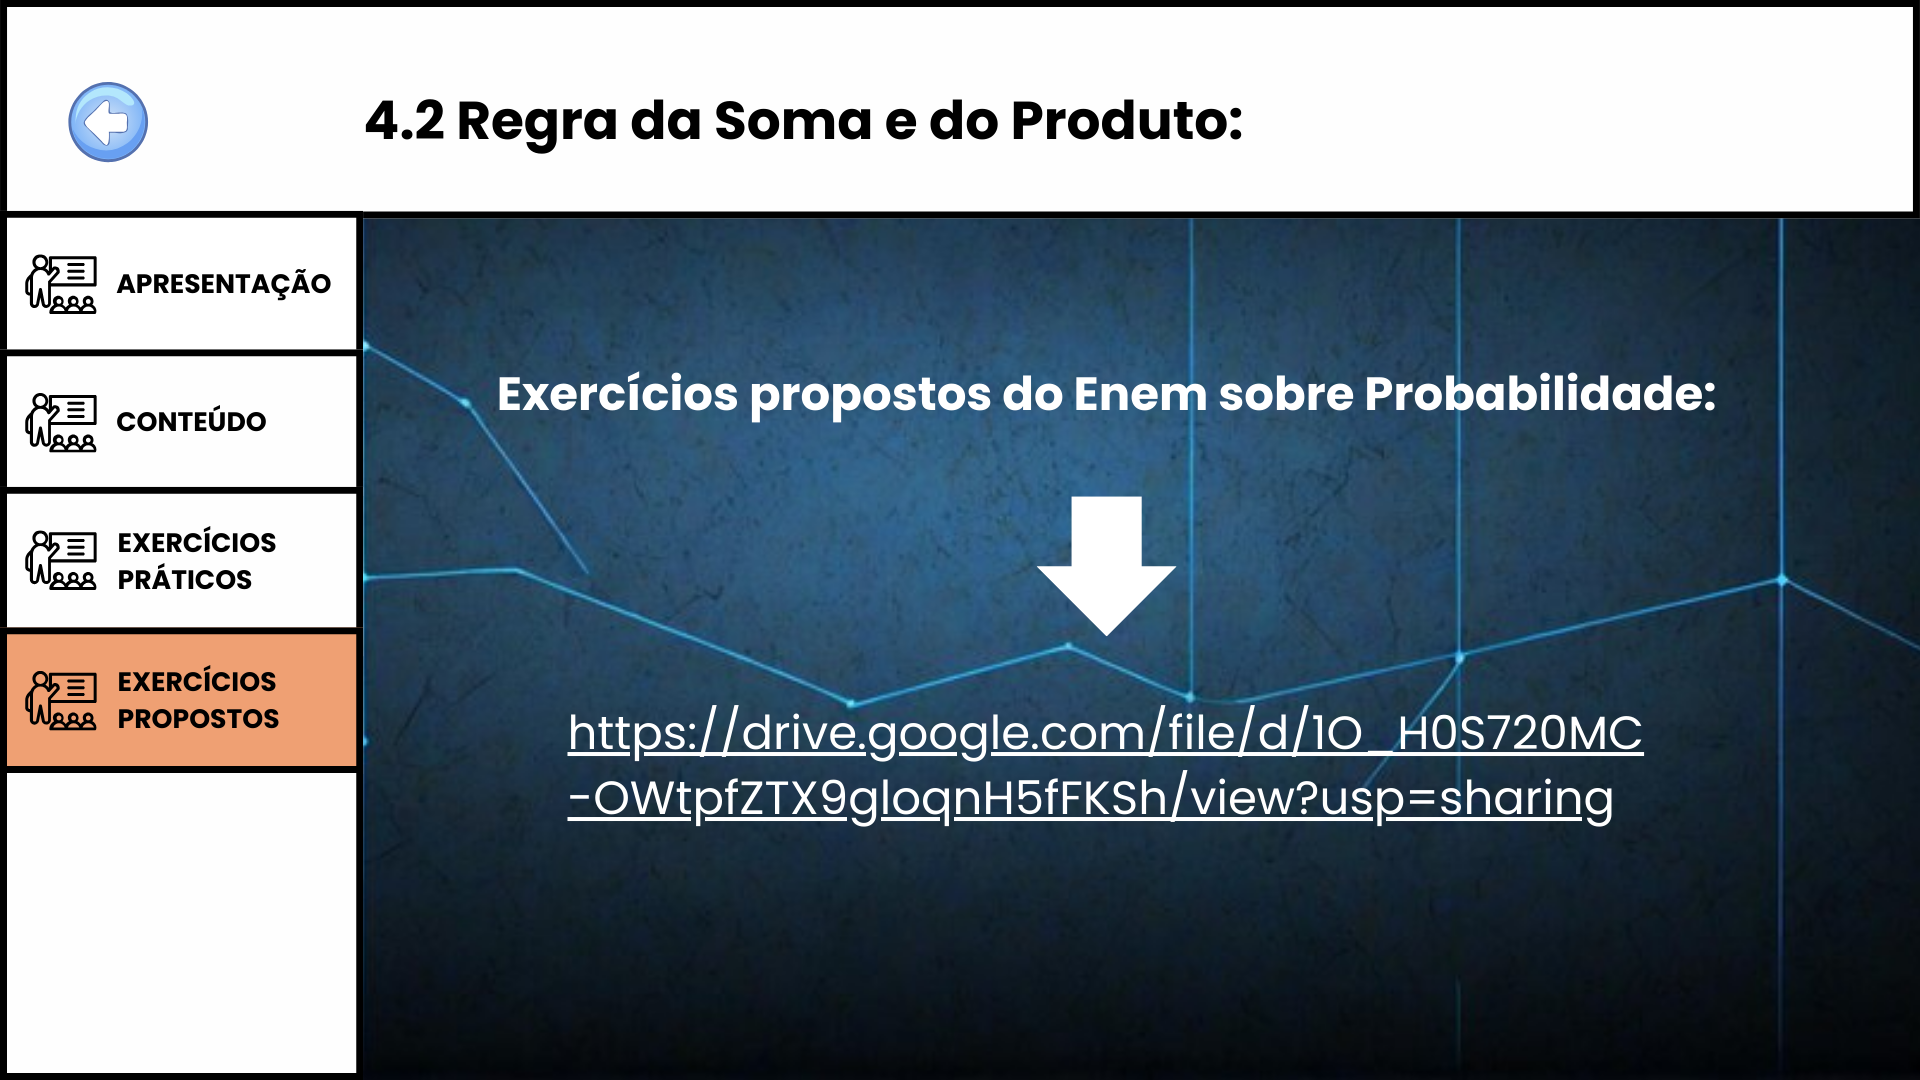 4.2 Regra da Soma e do Produto:
APRESENTAÇÃO
CONTEÚDO
EXERCÍCIOS
PRÁTICOS
EXERCÍCIOS
PROPOSTOS
Exercícios propostos do Enem sobre Probabilidade:
https://drive.google.com/file/d/1O_H0S720MC
-OWtpfZTX9gloqnH5fFKSh/view?usp=sharing